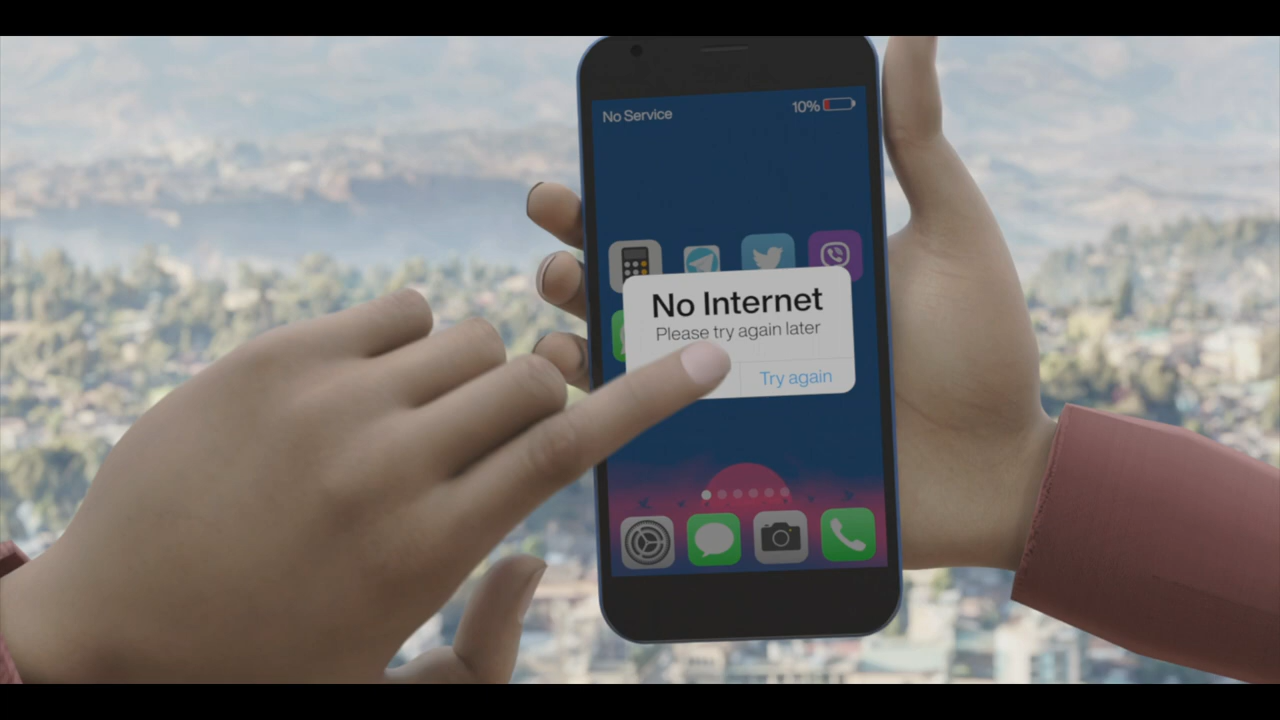 No Service
10%
No Internet
Please try again later
Try again